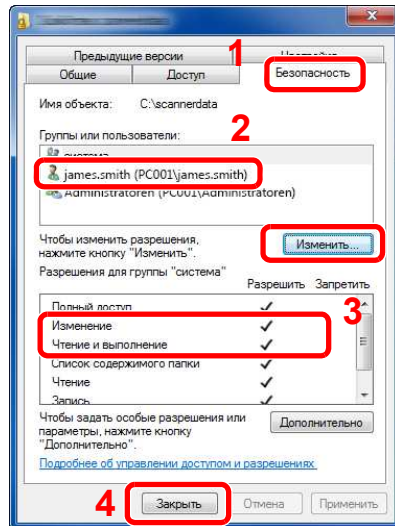 1
Предыдущие версии
Общие
Доступ
Безопасность
Имя объекта: C:\scannerdata
2
Группы или пользователи:
система
james.smith (PC001\james.smith)
Administratoren (PC001\Administratoren)
Чтобы изменить разрешения,
нажмите кнопку "Изменить".
Изменить...
Разрешения для группы "система"
Разрешить Запретить
3
Полный доступ
Изменение
Чтение и выполнение
Список содержимого папки
Чтение
Запись
Чтобы задать особые разрешения или
параметры, нажмите кнопку
"Дополнительно".
Дополнительно
Подробнее об управлении доступом и разрешениях
4
Закрыть
Отмена
Применить